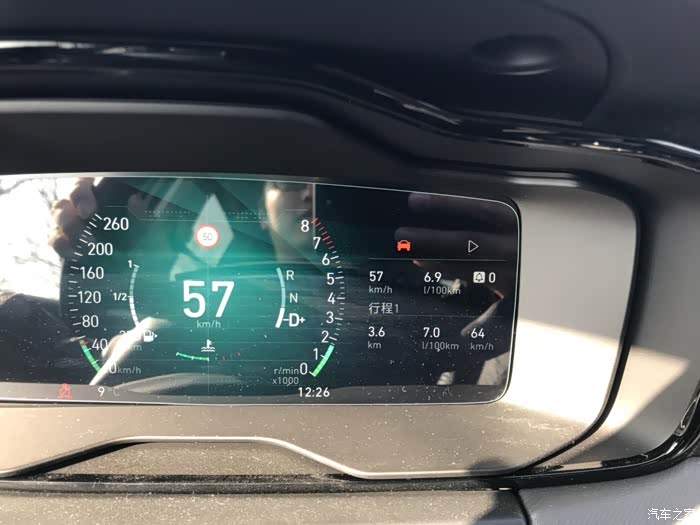 260
200
160
120
80
40
0 km/h
1
1/2
50
57
km/h
R
N
-D+
8
7
6
5
4
3
2
1
0
r/min
x1000
9 °C
12:26
57 6.9 0
km/h l/100km
行程1
3.6 7.0 64
km l/100km km/h
汽车之家